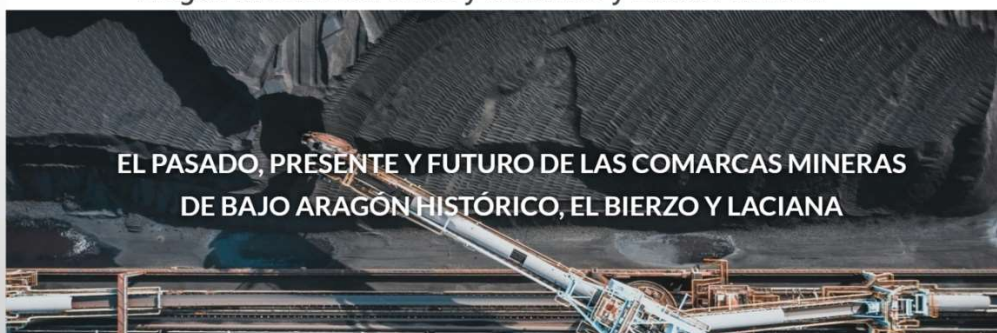 EL PASADO, PRESENTE Y FUTURO DE LAS COMARCAS MINERAS
DE BAJO ARAGÓN HISTÓRICO, EL BIERZO Y LACIANA